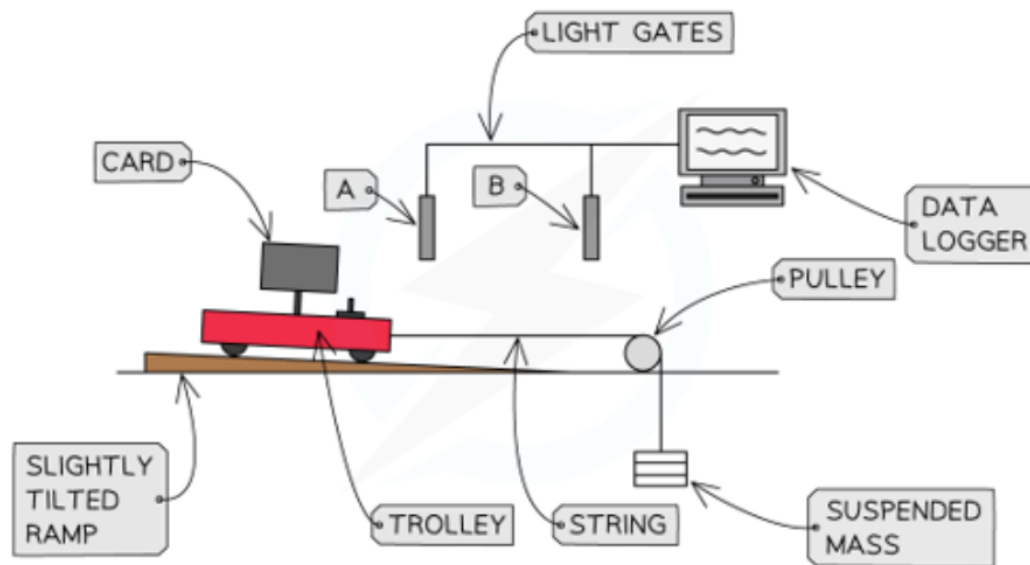 LIGHT GATES
CARD
A
B
DATA
LOGGER
PULLEY
SLIGHTLY
TILTED
RAMP
TROLLEY
STRING
SUSPENDED
MASS